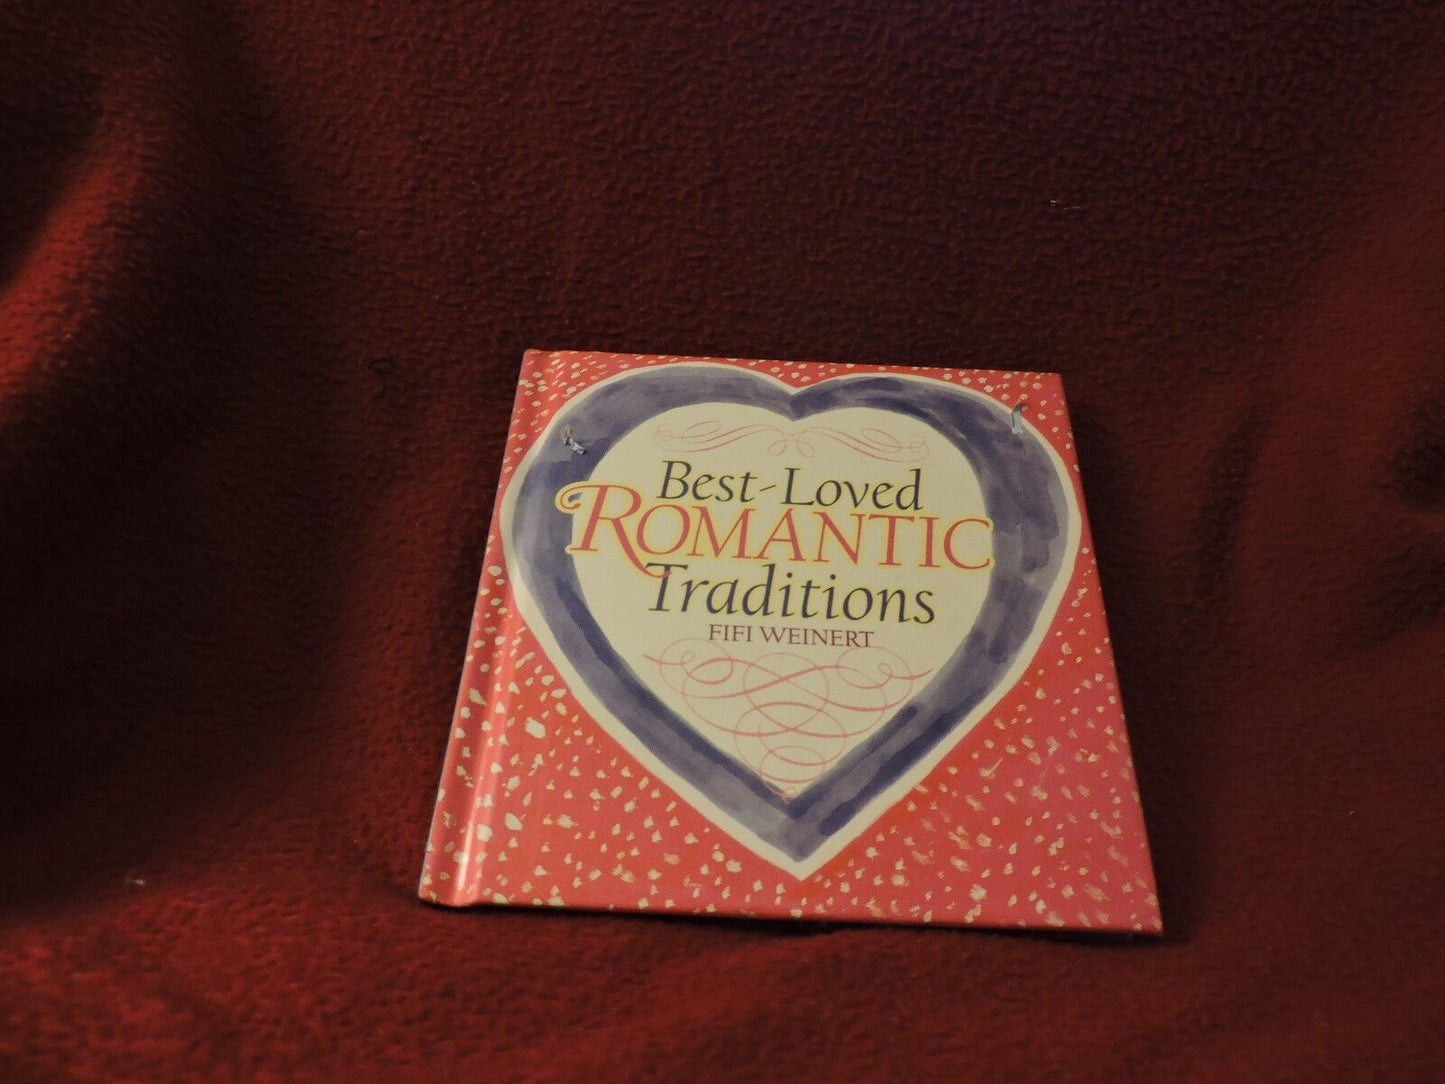 Best-Loved
ROMANTIC
Traditions
FIFI WEINERT